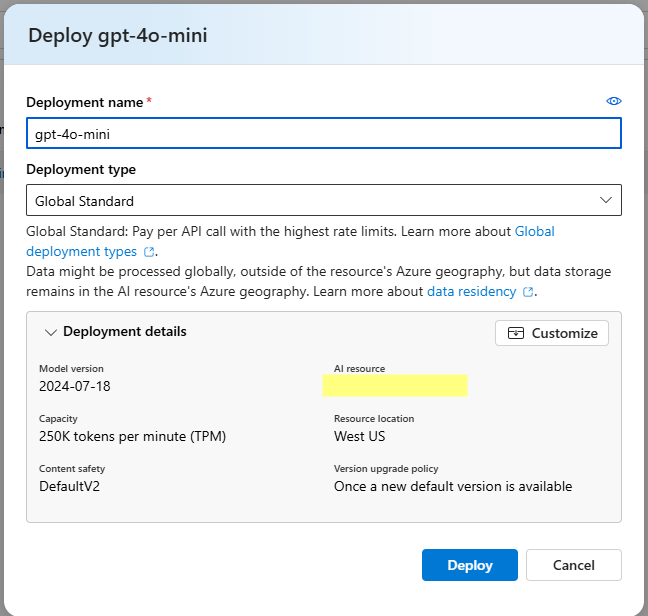 Deploy gpt-4o-mini
Deployment name *
gpt-4o-mini
Deployment type
Global Standard
Global Standard: Pay per API call with the highest rate limits. Learn more about Global
deployment types.
Data might be processed globally, outside of the resource's Azure geography, but data storage
remains in the AI resource's Azure geography. Learn more about data residency.
Deployment details
Customize
Model version
2024-07-18
AI resource
Capacity
250K tokens per minute (TPM)
Resource location
West US
Content safety
DefaultV2
Version upgrade policy
Once a new default version is available
Deploy
Cancel